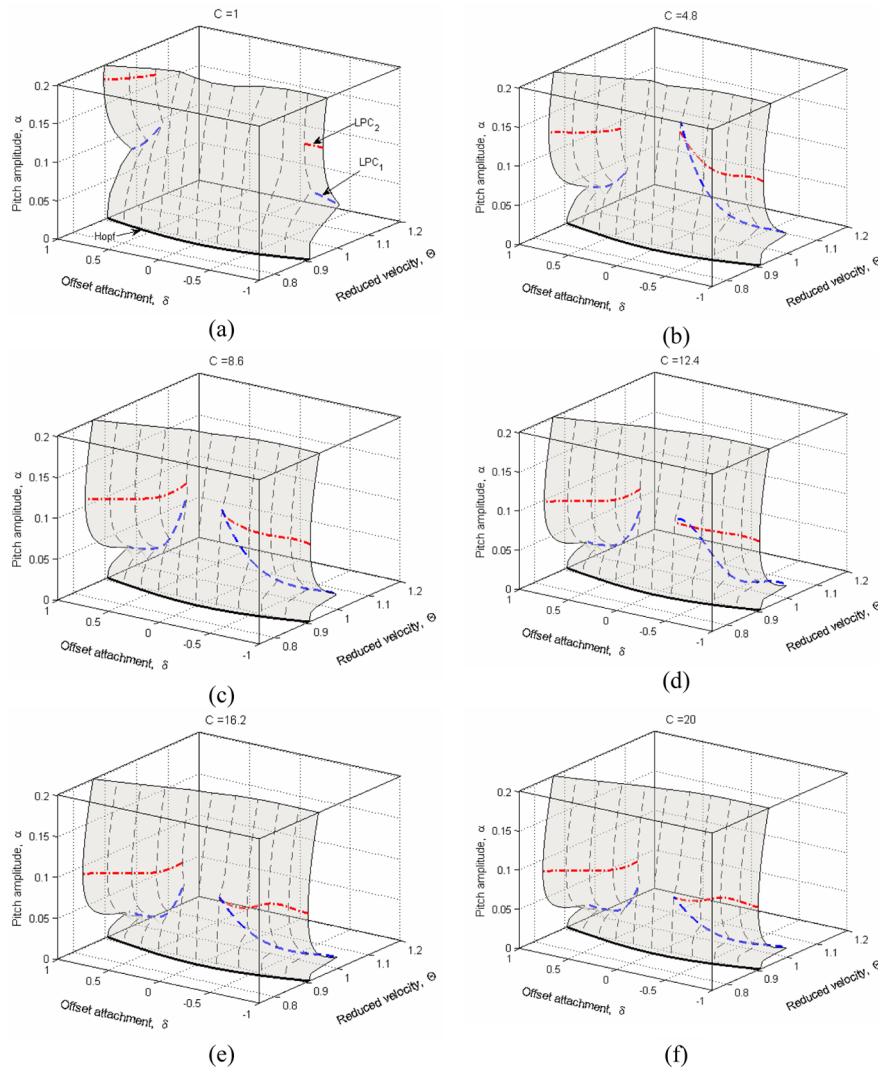 C =1
0.2
0.15
0.1
0.05
0
Pitch amplitude, α
LPC2
LPC1
Hopf
1
0.5
0
-0.5
-1
Offset attachment, δ
0.8
0.9
1
1.1
1.2
Reduced velocity, Θ
(a)
C =4.8
0.2
0.15
0.1
0.05
0
Pitch amplitude, α
1
0.5
0
-0.5
-1
Offset attachment, δ
0.8
0.9
1
1.1
1.2
Reduced velocity, Θ
(b)
C =8.6
0.2
0.15
0.1
0.05
0
Pitch amplitude, α
1
0.5
0
-0.5
-1
Offset attachment, δ
0.8
0.9
1
1.1
1.2
Reduced velocity, Θ
(c)
C =12.4
0.2
0.15
0.1
0.05
0
Pitch amplitude, α
1
0.5
0
-0.5
-1
Offset attachment, δ
0.8
0.9
1
1.1
1.2
Reduced velocity, Θ
(d)
C =16.2
0.2
0.15
0.1
0.05
0
Pitch amplitude, α
1
0.5
0
-0.5
-1
Offset attachment, δ
0.8
0.9
1
1.1
1.2
Reduced velocity, Θ
(e)
C =20
0.2
0.15
0.1
0.05
0
Pitch amplitude, α
1
0.5
0
-0.5
-1
Offset attachment, δ
0.8
0.9
1
1.1
1.2
Reduced velocity, Θ
(f)